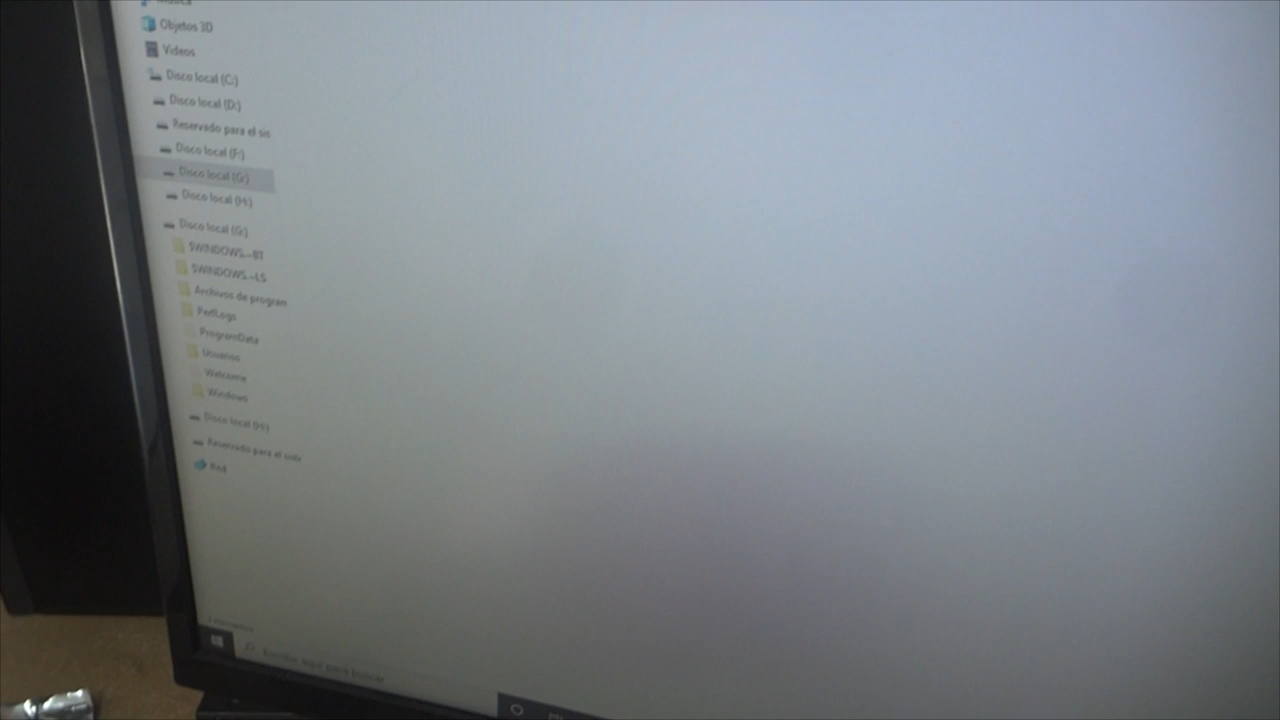 Música
Objetos 3D
Videos
Disco local (C:)
Disco local (D:)
Reservado para el sis
Disco local (F:)
Disco local (G:)
Disco local (H:)
Disco local (G:)
$WINDOWS.~BT
$WINDOWS.~LS
Archivos de program
PerfLogs
ProgramData
Usuarios
Welcome
Windows
Disco local (H:)
Reservado para el siste
Red
Escribe aquí para buscar